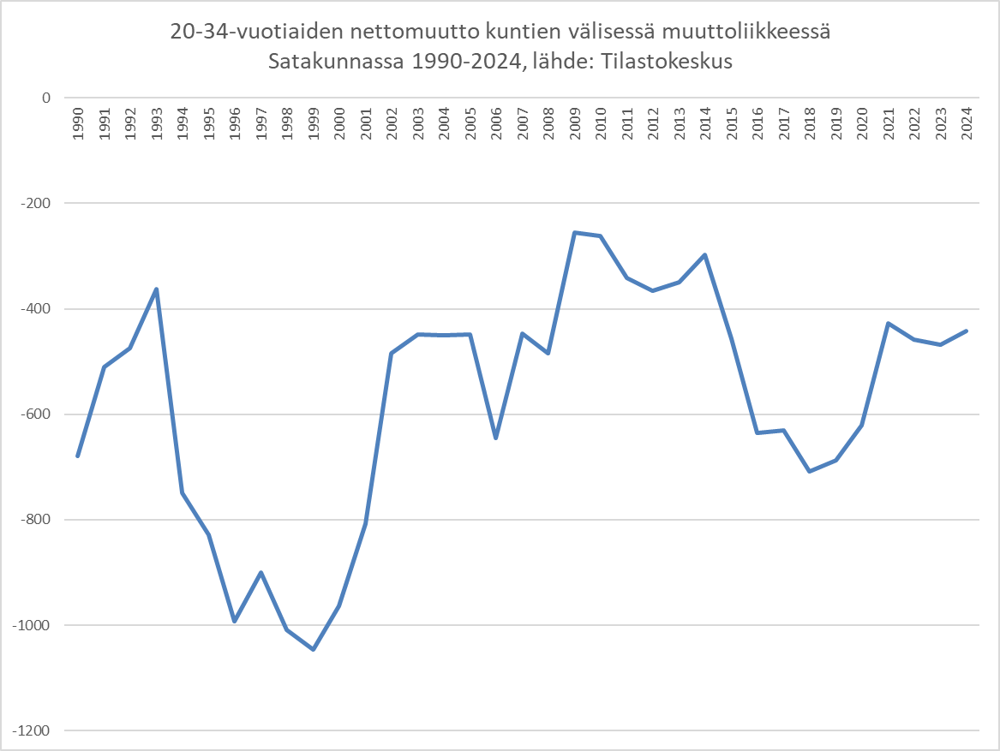 20-34-vuotiaiden nettomuutto kuntien välisessä muuttoliikkeessä
Satakunnassa 1990-2024, lähde: Tilastokeskus
0
1990 1991 1992 1993 1994 1995 1996 1997 1998 1999 2000 2001 2002 2003 2004 2005 2006 2007 2008 2009 2010 2011 2012 2013 2014 2015 2016 2017 2018 2019 2020 2021 2022 2023 2024
-200
-400
-600
-800
-1000
-1200